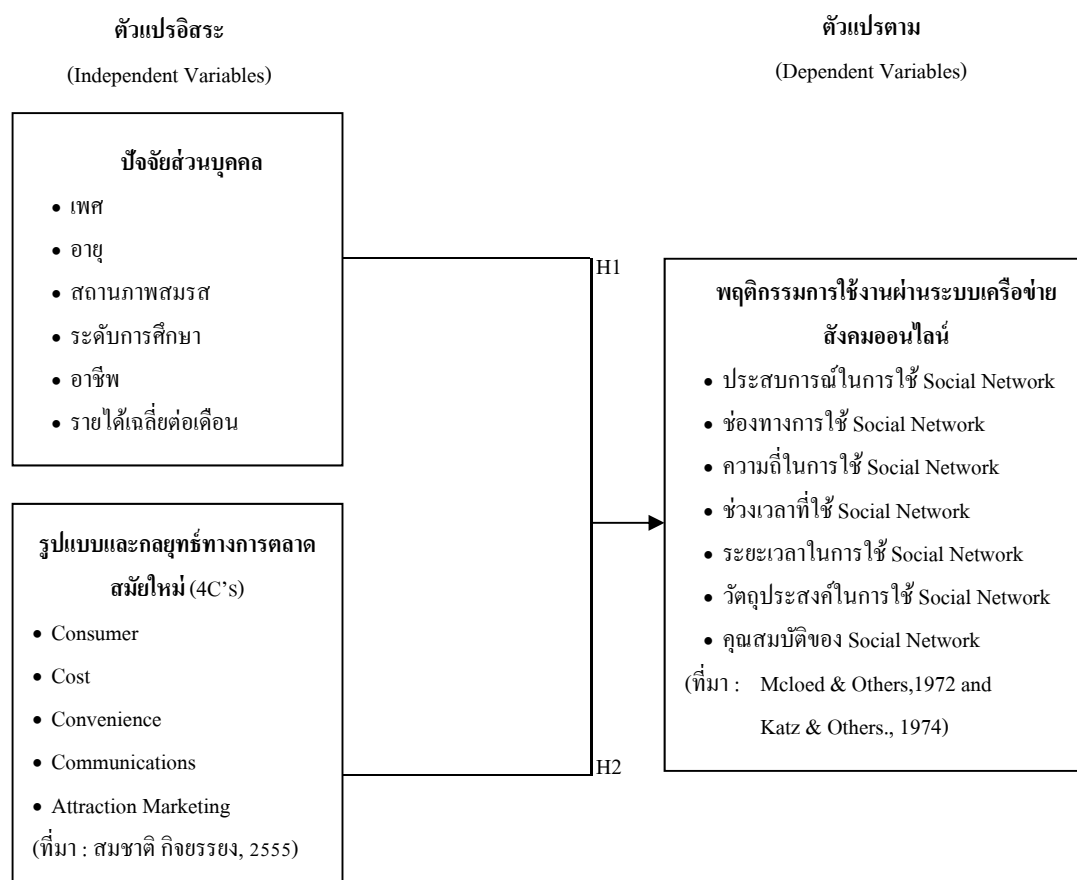 ตัวแปรอิสระ
(Independent Variables)
ตัวแปรตาม
(Dependent Variables)
ปัจจัยส่วนบุคคล
• เพศ
• อายุ
• สถานภาพสมรส
• ระดับการศึกษา
• อาชีพ
• รายได้เฉลี่ยต่อเดือน
รูปแบบและกลยุทธ์ทางการตลาด
สมัยใหม่ (4C's)
• Consumer
• Cost
• Convenience
• Communications
• Attraction Marketing
(ที่มา : สมชาติ กิจยรรยง, 2555)
H1
H2
พฤติกรรมการใช้งานผ่านระบบเครือข่าย
สังคมออนไลน์
• ประสบการณ์ในการใช้ Social Network
• ช่องทางการใช้ Social Network
• ความถี่ในการใช้ Social Network
• ช่วงเวลาที่ใช้ Social Network
• ระยะเวลาในการใช้ Social Network
• วัตถุประสงค์ในการใช้ Social Network
• คุณสมบัติของ Social Network
(ที่มา : Mcloed & Others,1972 and
Katz & Others., 1974)